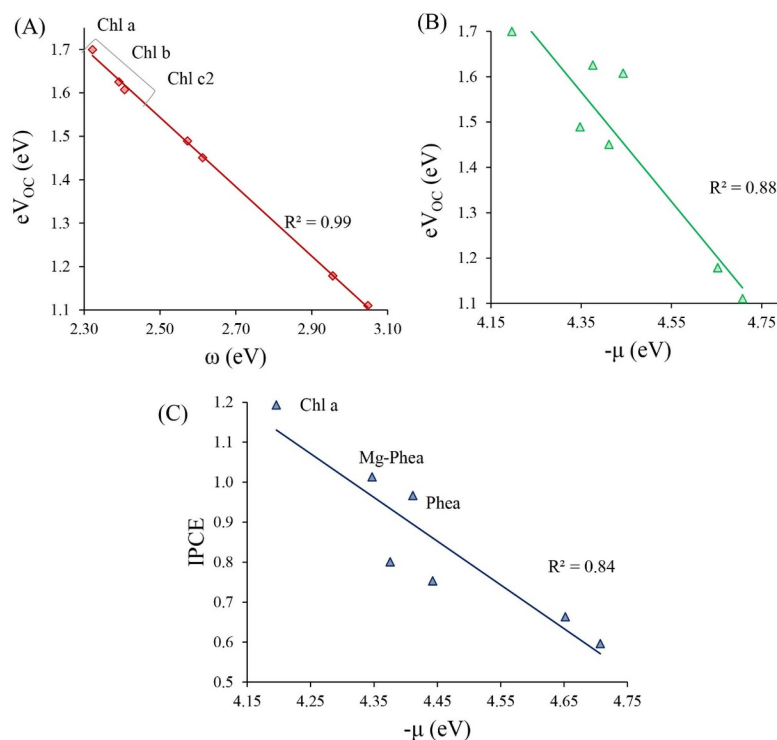 (A)
Chl a
Chl b
Chl c2
1.7
1.6
1.5
1.4
1.3
1.2
1.1
eV_OC (eV)
R² = 0.99
2.30 2.50 2.70 2.90 3.10
ω (eV)
(B)
1.7
1.6
1.5
1.4
1.3
1.2
1.1
eV_OC (eV)
R² = 0.88
4.15 4.35 4.55 4.75
-μ (eV)
(C)
1.2
1.1
1.0
0.9
0.8
0.7
0.6
0.5
IPCE
Chl a
Mg-Phea
Phea
R² = 0.84
4.15 4.25 4.35 4.45 4.55 4.65 4.75
-μ (eV)